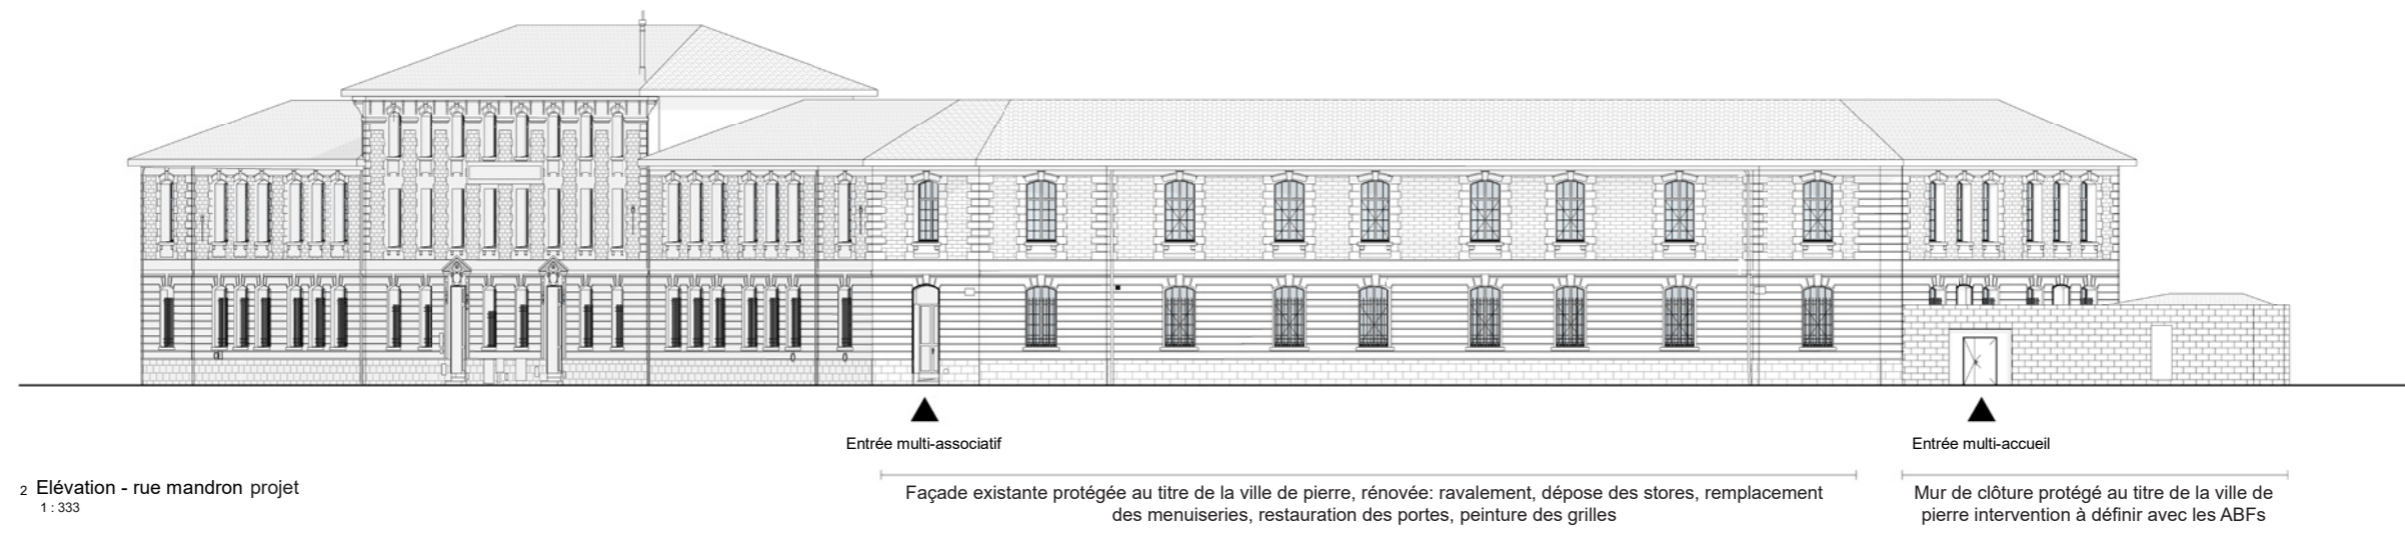 Entrée multi-associatif
Entrée multi-accueil
2 Elévation - rue mandron projet
1 : 333
Façade existante protégée au titre de la ville de pierre, rénovée: ravalement, dépose des stores, remplacement
des menuiseries, restauration des portes, peinture des grilles
Mur de clôture protégé au titre de la ville de
pierre intervention à définir avec les ABFs